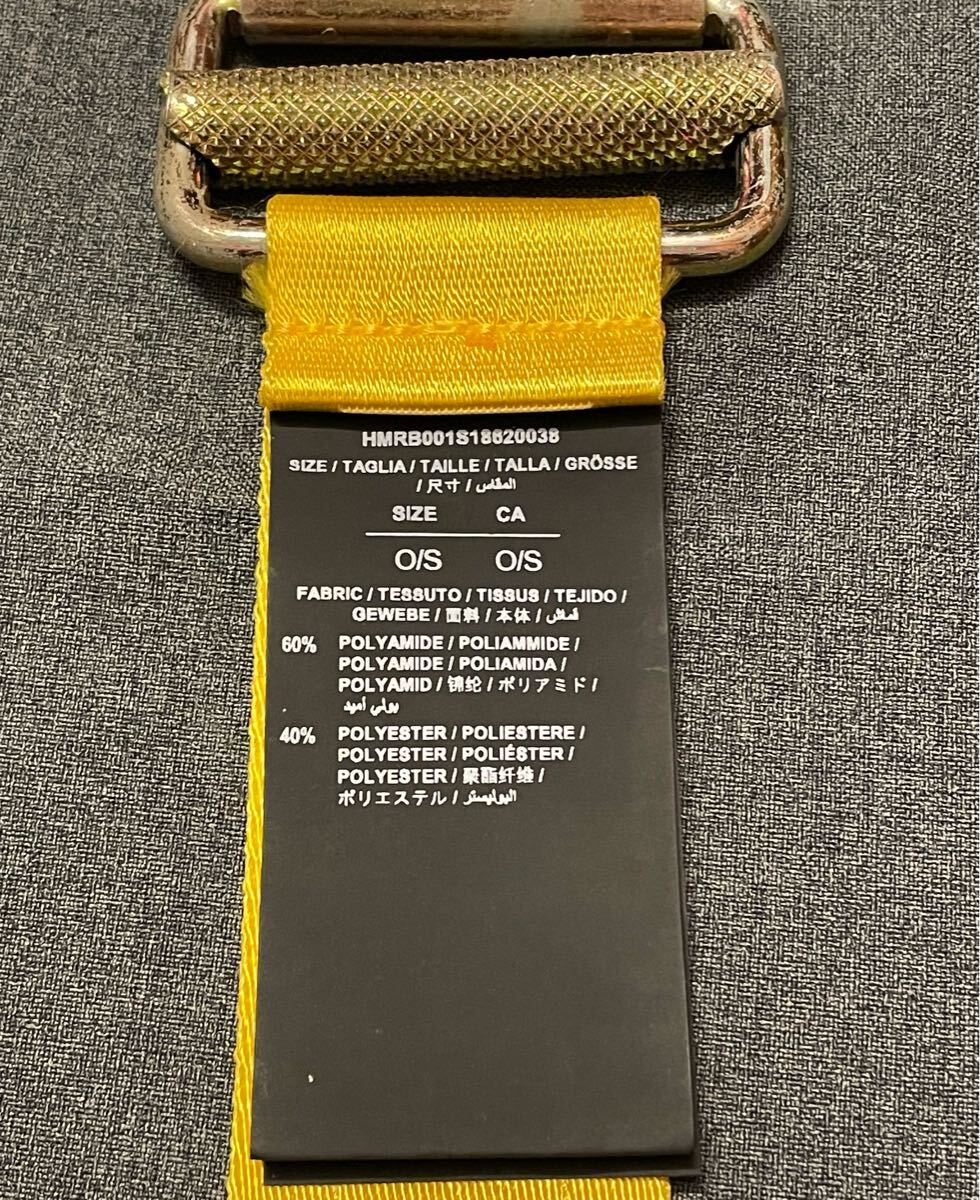 HMRB001S18620038
SIZE / TAGLIA / TAILLE / TALLA / GRÖSSE
/ 尺寸 / المقاس
SIZE CA
O/S O/S
FABRIC / TESSUTO / TISSUS / TEJIDO /
GEWEBE / 面料 / 本体 / قماش
60% POLYAMIDE / POLIAMMIDE /
POLYAMIDE / POLIAMIDA /
POLYAMID / 锦纶 / ポリアミド /
بولي أميد
40% POLYESTER / POLIESTERE /
POLYESTER / POLIÉSTER /
POLYESTER / 聚酯纤维 /
ポリエステル / البوليستر